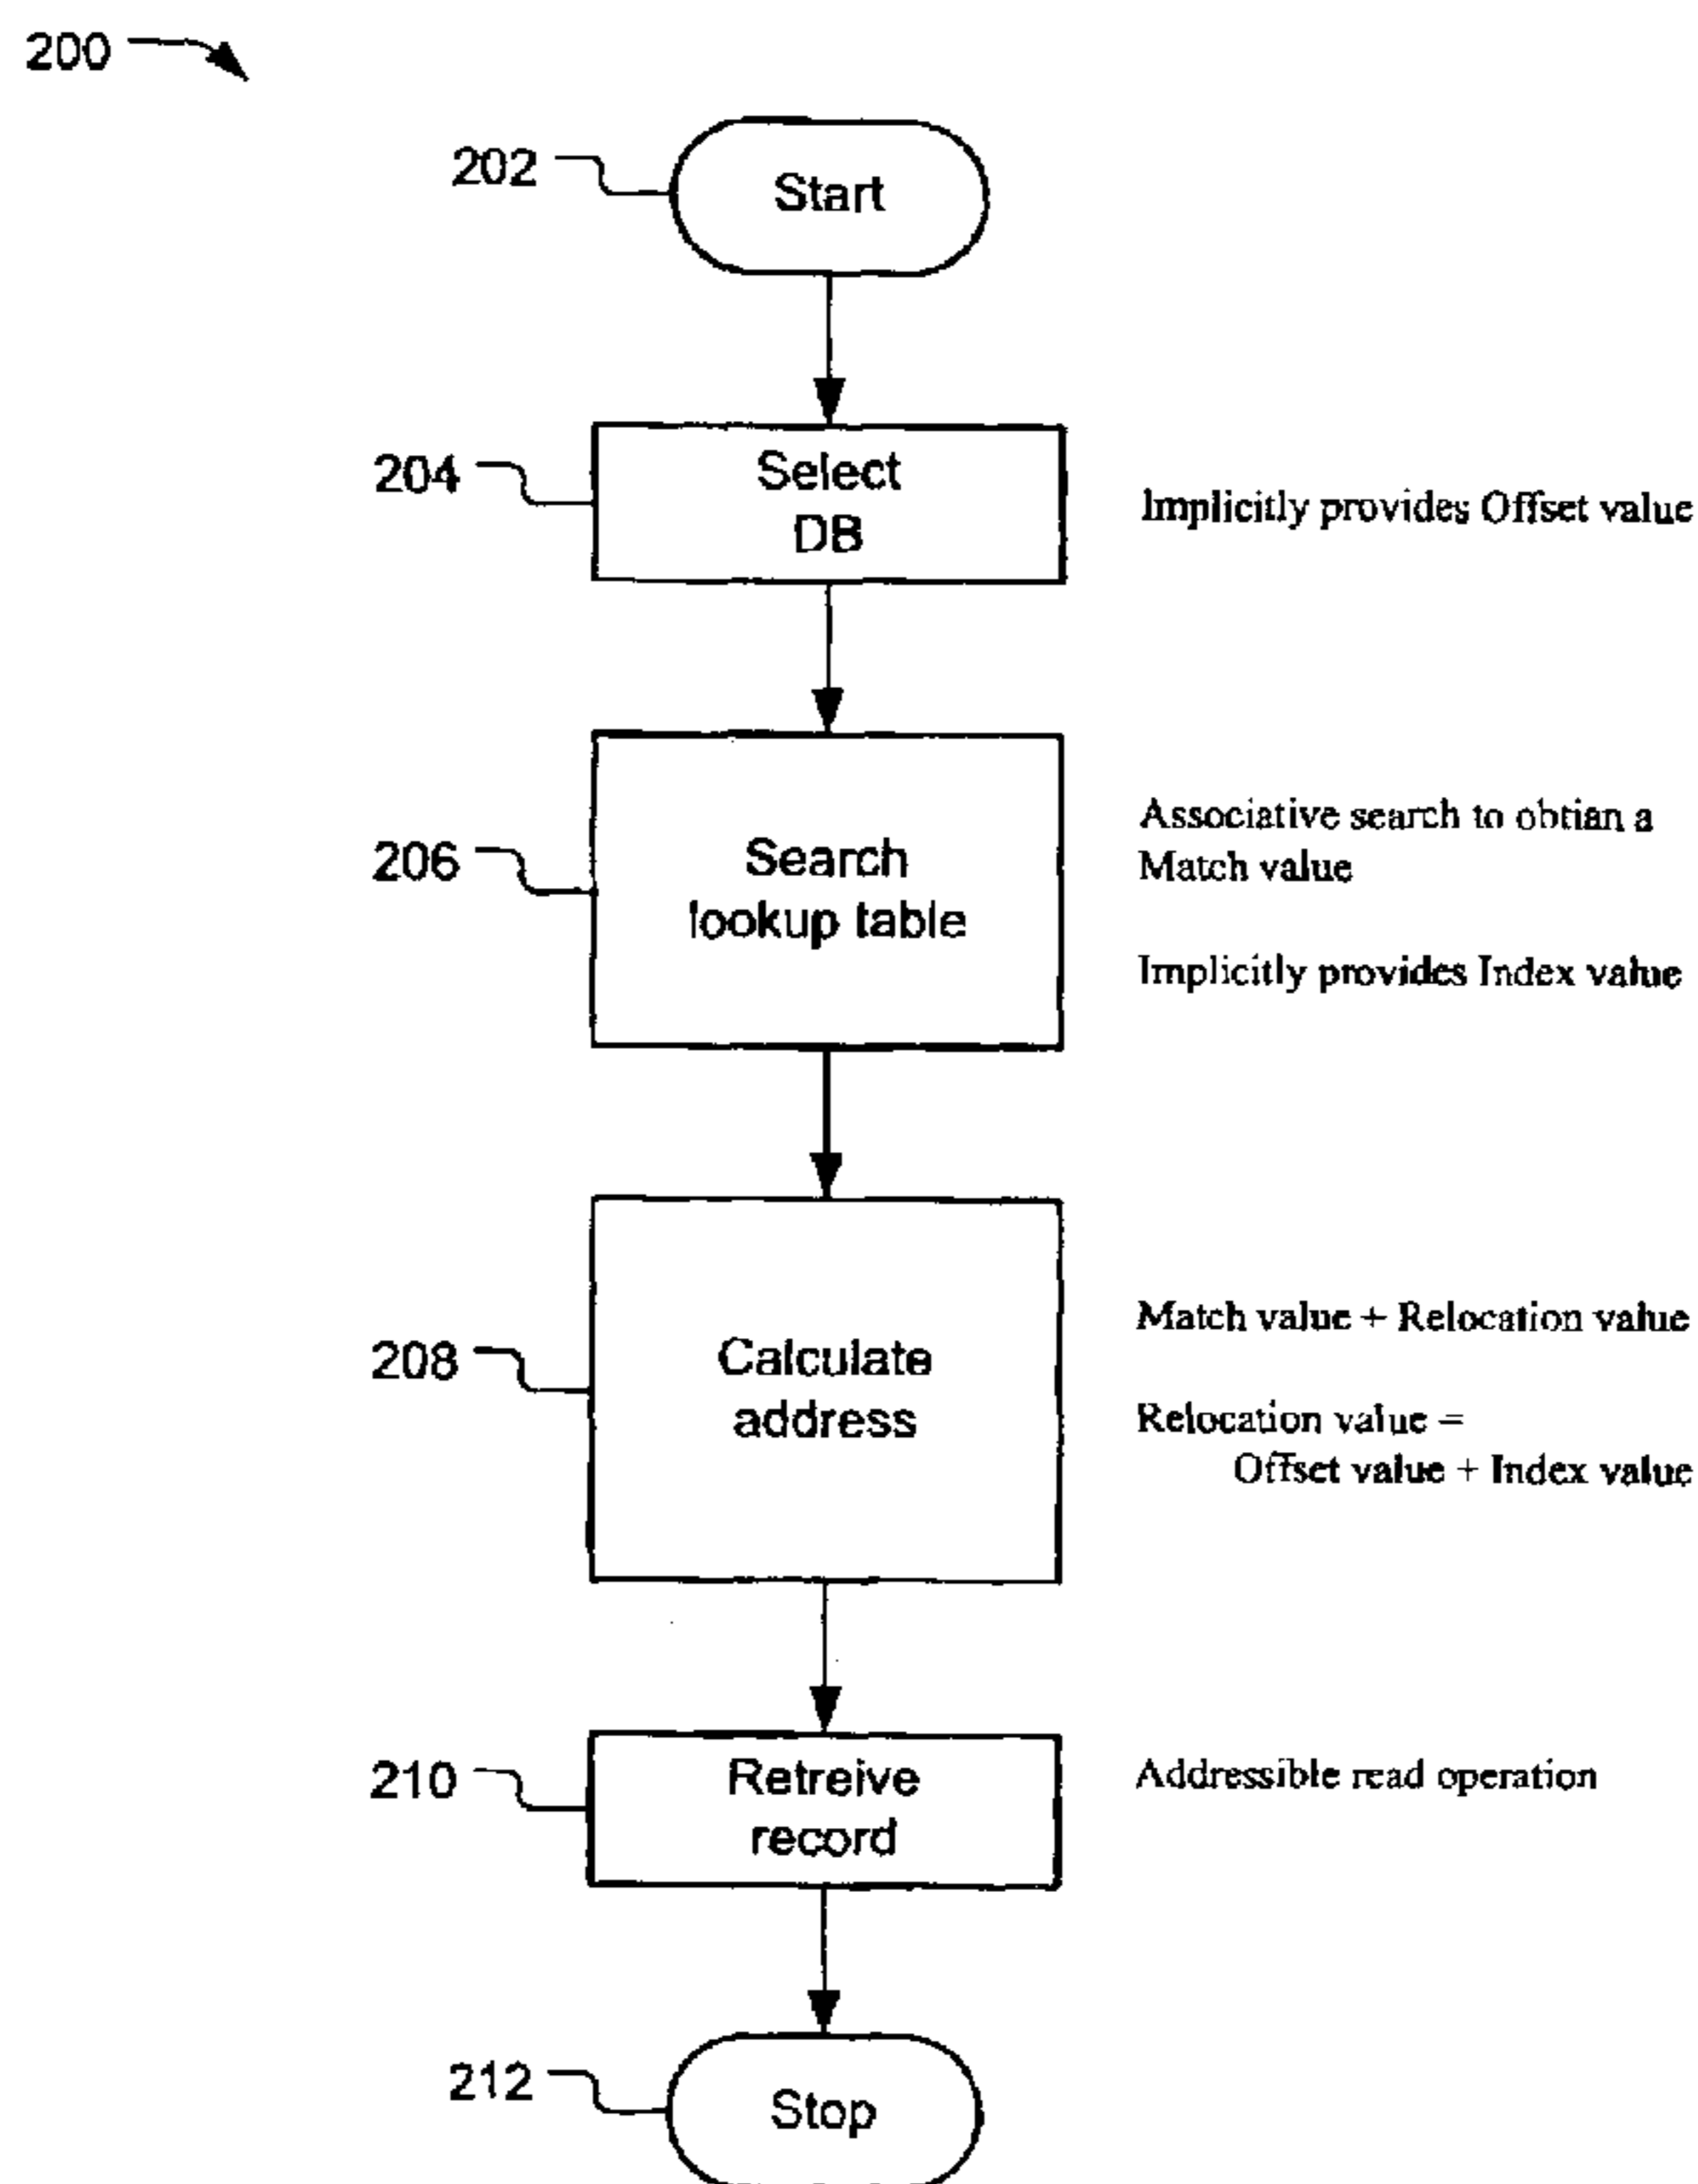 200
202
Start
204
Select
DB
Implicitly provides Offset value
206
Search
lookup table
Associative search to obtian a
Match value
Implicitly provides Index value
208
Calculate
address
Match value + Relocation value
Relocation value =
Offset value + Index value
210
Retreive
record
Addressible read operation
212
Stop